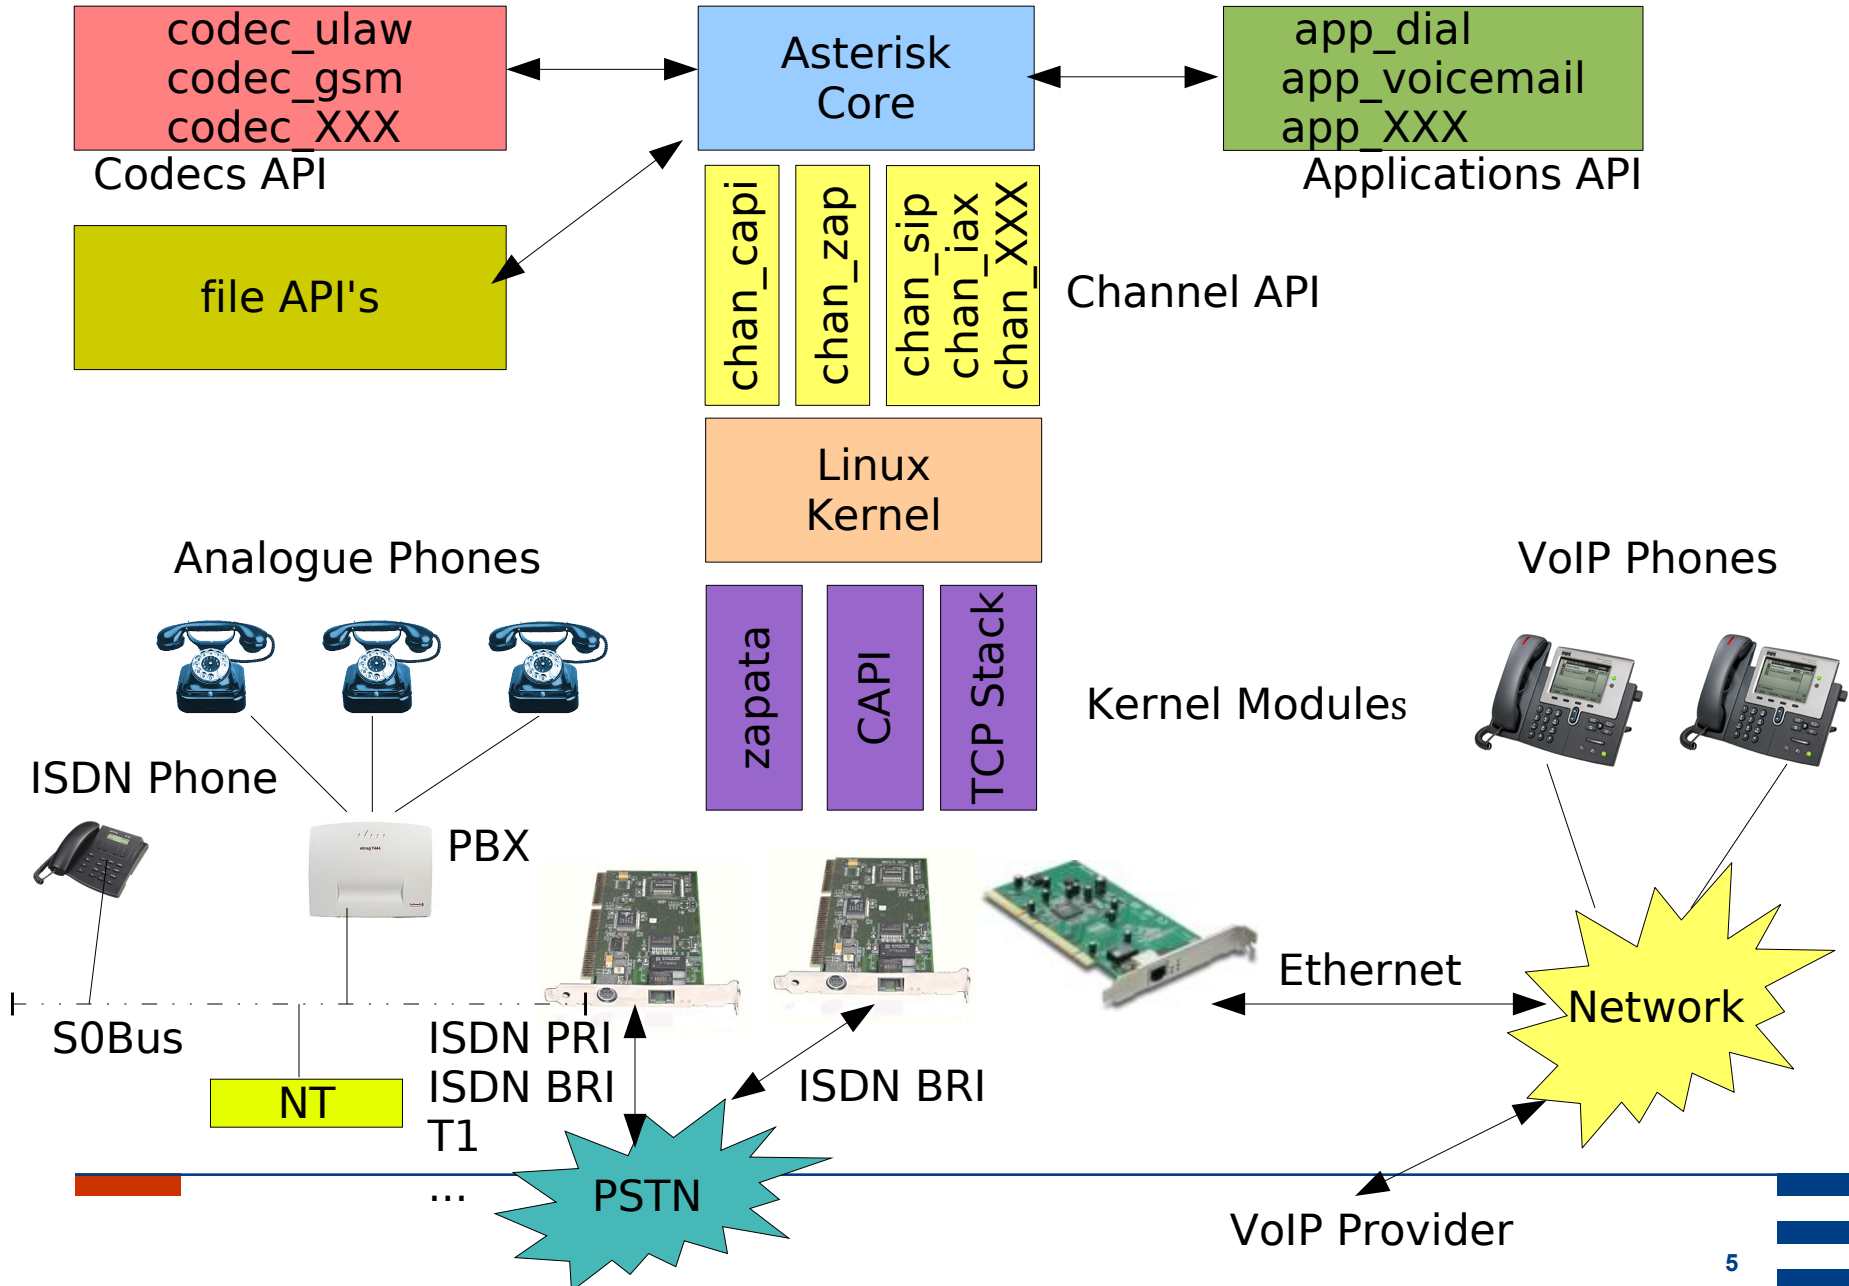 codec_ulaw
codec_gsm
codec_XXX
Codecs API
Asterisk
Core
app_dial
app_voicemail
app_XXX
Applications API
file API's
chan_capi
chan_zap
chan_sip
chan_iax
chan_XXX
Channel API
Linux
Kernel
Analogue Phones
VoIP Phones
zapata
CAPI
TCP Stack
Kernel Modules
ISDN Phone
PBX
Ethernet
Network
S0Bus
NT
ISDN PRI
ISDN BRI
T1
...
ISDN BRI
PSTN
VoIP Provider
5